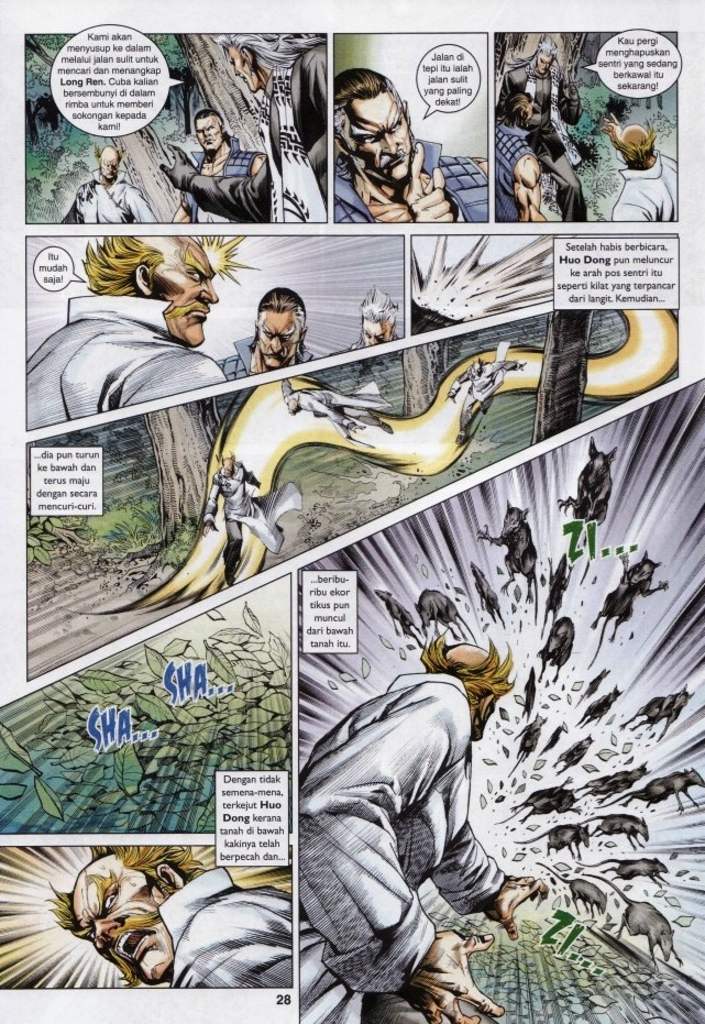 Kami akan
menyusup ke dalam
melalui jalan sulit untuk
mencari dan menangkap
Long Ren. Cuba kalian
bersembunyi di dalam
rimba untuk memberi
sokongan kepada
kami!
Jalan di
tepi itu ialah
jalan sulit
yang paling
dekat!
Kau pergi
menghapuskan
sentri yang sedang
berkawal itu
sekarang!
Itu
mudah
saja!
Setelah habis berbicara,
Huo Dong pun meluncur
ke arah pos sentri itu
seperti kilat yang terpancar
dari langit. Kemudian...
...dia pun turun
ke bawah dan
terus maju
dengan secara
mencuri-curi.
SHA...
SHA...
Dengan tidak
semena-mena,
terkejut Huo
Dong kerana
tanah di bawah
kakinya telah
berpecah dan...
...beribu-
ribu ekor
tikus pun
muncul
dari bawah
tanah itu.
ZI...
ZI...
28